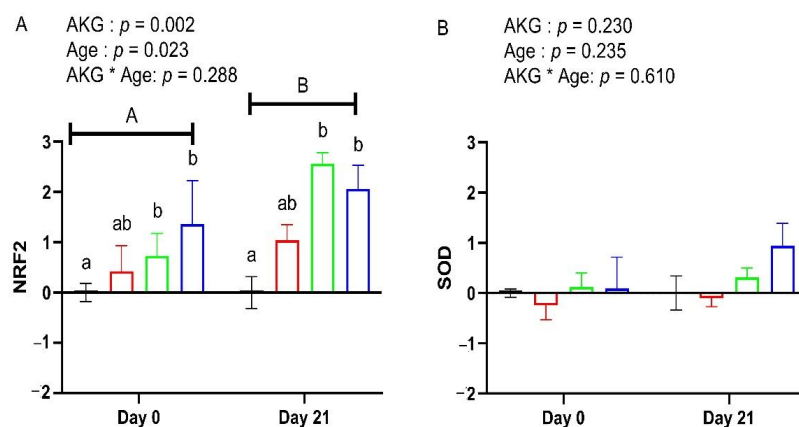 A
AKG : p = 0.002
Age : p = 0.023
AKG * Age: p = 0.288
A
B
NRF2
3
2
1
0
−1
−2
a
ab
b
b
a
ab
b
b
Day 0
Day 21
B
AKG : p = 0.230
Age : p = 0.235
AKG * Age: p = 0.610
SOD
3
2
1
0
−1
−2
Day 0
Day 21